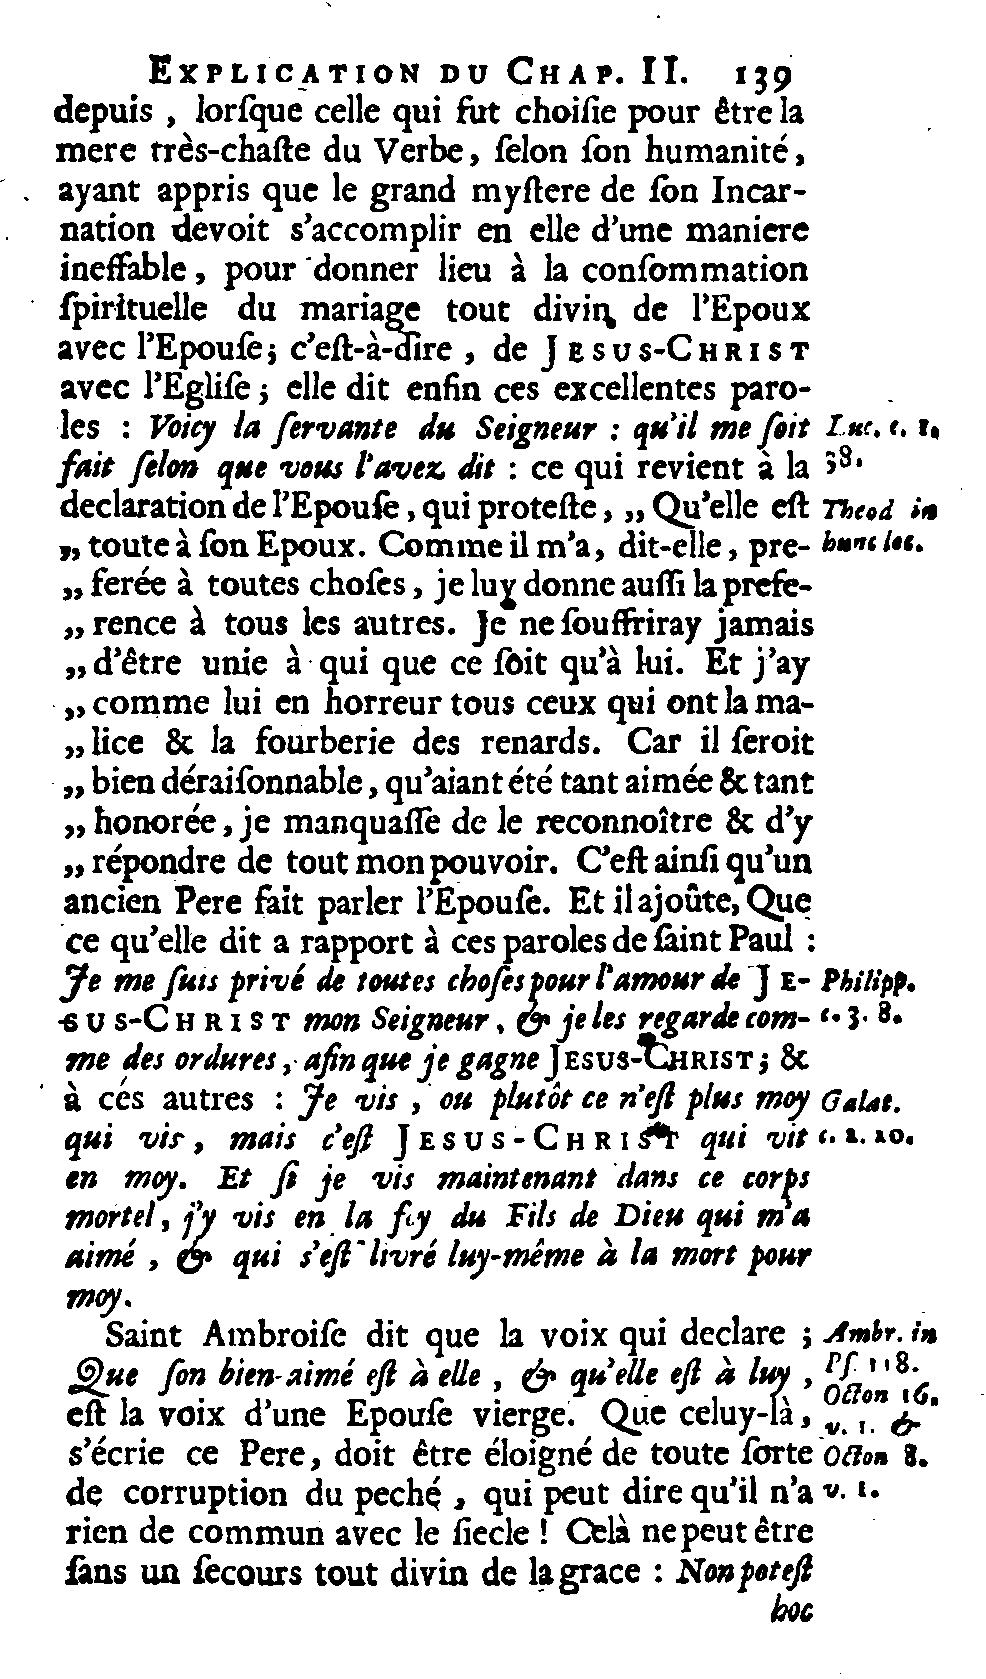 EXPLICATION DU CHAP. II. 139
depuis , lorſque celle qui fut choiſie pour être la
mere très-chaſte du Verbe, ſelon ſon humanité,
ayant appris que le grand myſtere de ſon Incar-
nation devoit s'accomplir en elle d'une maniere
ineffable, pour donner lieu à la conſommation
ſpirituelle du mariage tout divin de l'Epoux
avec l'Epouſe; c'eſt-à-dire , de JESUS-CHRIST
avec l'Egliſe; elle dit enfin ces excellentes paro-
les : Voicy la ſervante du Seigneur : qu'il me ſoit Luc. c. 1.
fait ſelon que vous l'avez dit : ce qui revient à la 38.
declaration de l'Epouſe, qui proteſte, „ Qu'elle eſt Theod in
„ toute à ſon Epoux. Comme il m'a, dit-elle, pre- hunc loc.
„ ferée à toutes choſes, je luy donne auſſi la prefe-
„ rence à tous les autres. Je ne ſouffriray jamais
„ d'être unie à qui que ce ſoit qu'à lui. Et j'ay
„ comme lui en horreur tous ceux qui ont la ma-
„ lice & la fourberie des renards. Car il ſeroit
„ bien déraiſonnable, qu'aiant été tant aimée & tant
„ honorée, je manquaſſe de le reconnoître & d'y
„ répondre de tout mon pouvoir. C'eſt ainſi qu'un
ancien Pere fait parler l'Epouſe. Et il ajoûte, Que
ce qu'elle dit a rapport à ces paroles de ſaint Paul :
Je me ſuis privé de toutes choſes pour l'amour de JE- Philipp.
SUS-CHRIST mon Seigneur, & je les regarde com- c. 3. 8.
me des ordures, afin que je gagne JESUS-CHRIST; &
à ces autres : Je vis , ou plutôt ce n'eſt plus moy Galat.
qui vis, mais c'eſt JESUS-CHRIST qui vit c. 2. 20.
en moy. Et ſi je vis maintenant dans ce corps
mortel, j'y vis en la foy du Fils de Dieu qui m'a
aimé , & qui s'eſt livré luy-même à la mort pour
moy.
Saint Ambroiſe dit que la voix qui declare ; Ambr. in
Que ſon bien-aimé eſt à elle , & qu'elle eſt à luy , Pſ. 118.
eſt la voix d'une Epouſe vierge. Que celuy-là, Octon 16. v. 1. &
s'écrie ce Pere, doit être éloigné de toute ſorte Octon 8.
de corruption du peché , qui peut dire qu'il n'a v. 1.
rien de commun avec le ſiecle ! Celà ne peut être
ſans un ſecours tout divin de la grace : Non poteſt
hoc